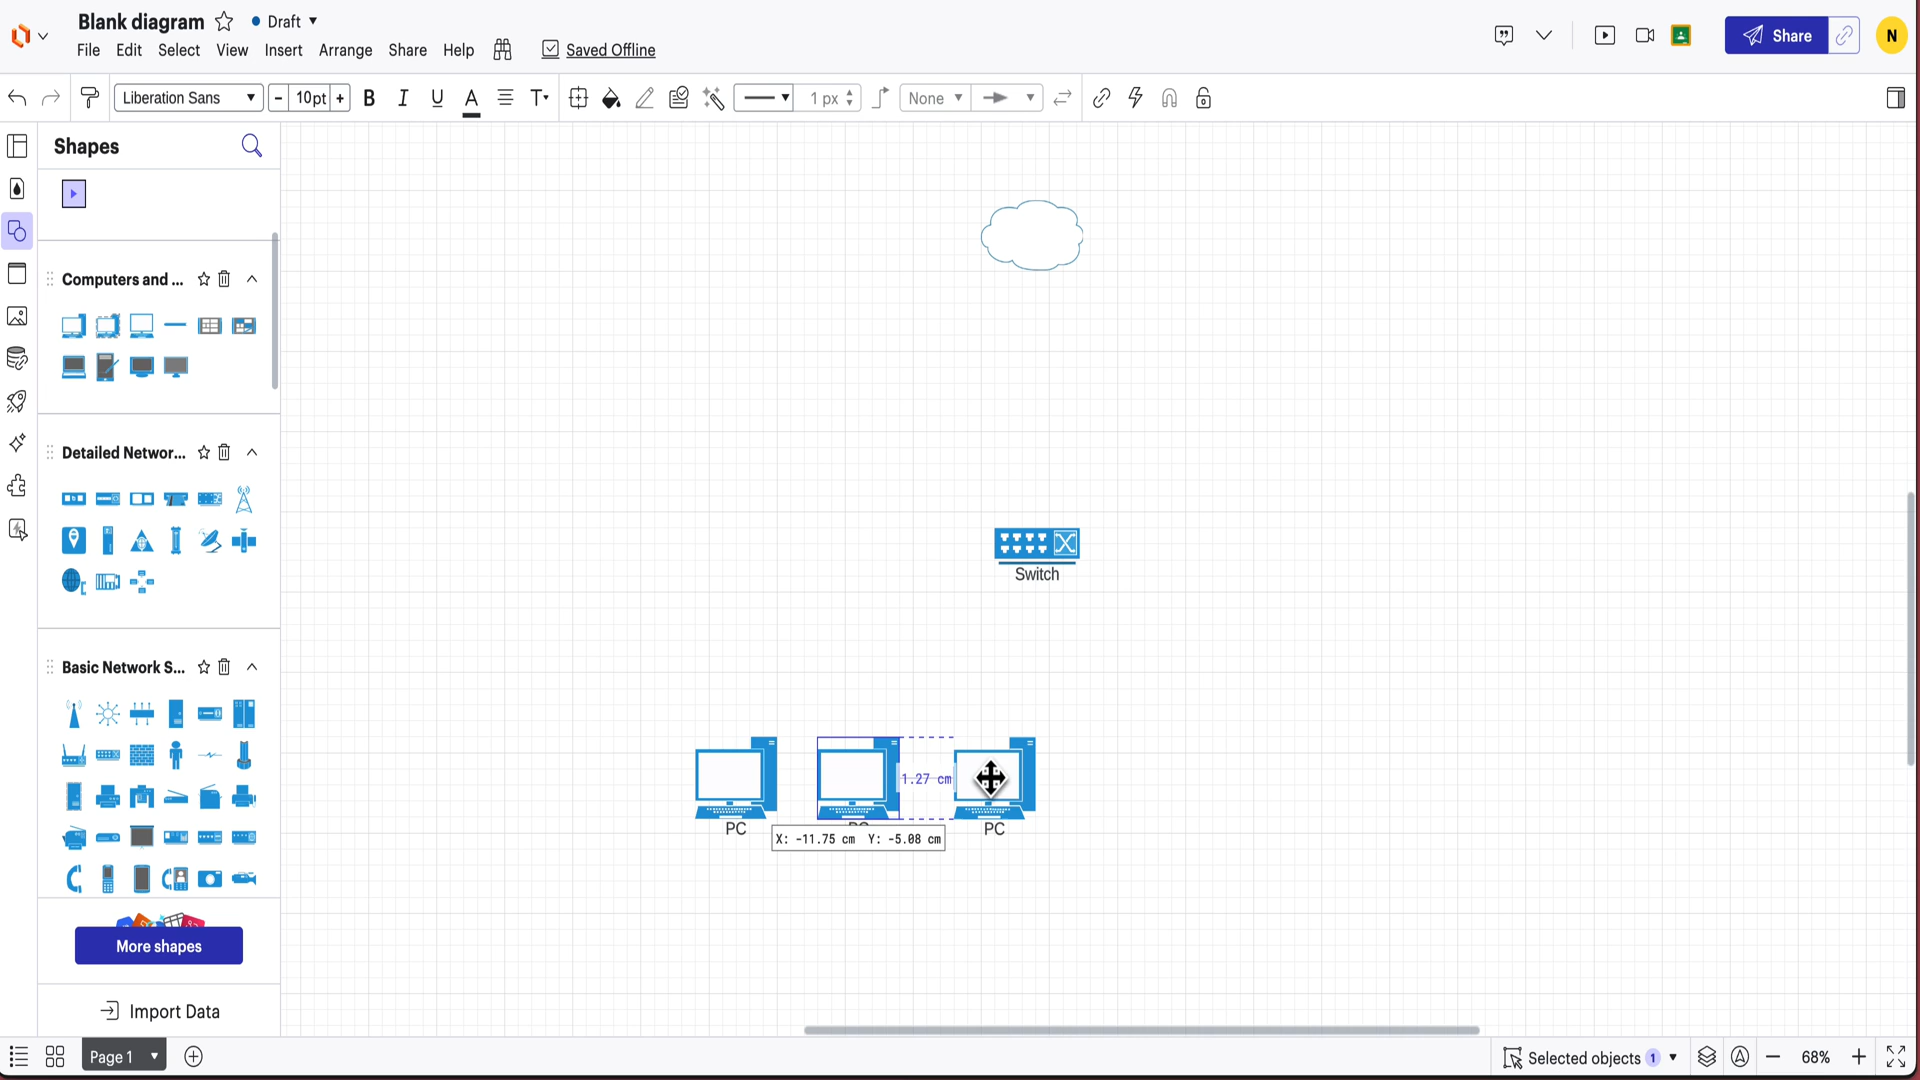 Blank diagram
Draft
File Edit Select View Insert Arrange Share Help
Saved Offline
Share
N
Liberation Sans
- 10pt +
B I U A T
1 px
None
Shapes
Computers and ...
Detailed Networ...
Basic Network S...
More shapes
Import Data
Switch
1.27 cm
PC
PC
PC
X: -11.75 cm Y: -5.08 cm
Page 1
Selected objects 1
68%